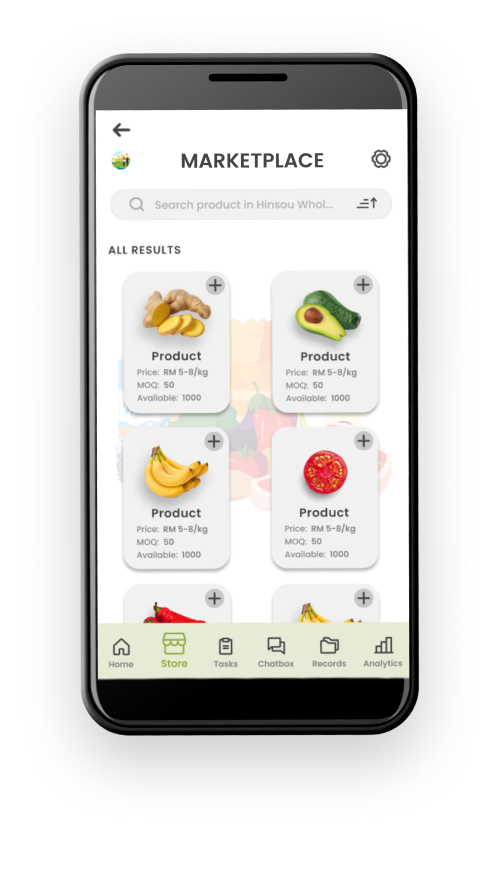 MARKETPLACE
Search product in Hinsou Whol...
ALL RESULTS
Product
Price: RM 5-8/kg
MOQ: 50
Available: 1000
Product
Price: RM 5-8/kg
MOQ: 50
Available: 1000
Product
Price: RM 5-8/kg
MOQ: 50
Available: 1000
Product
Price: RM 5-8/kg
MOQ: 50
Available: 1000
Home Store Tasks Chatbox Records Analytics